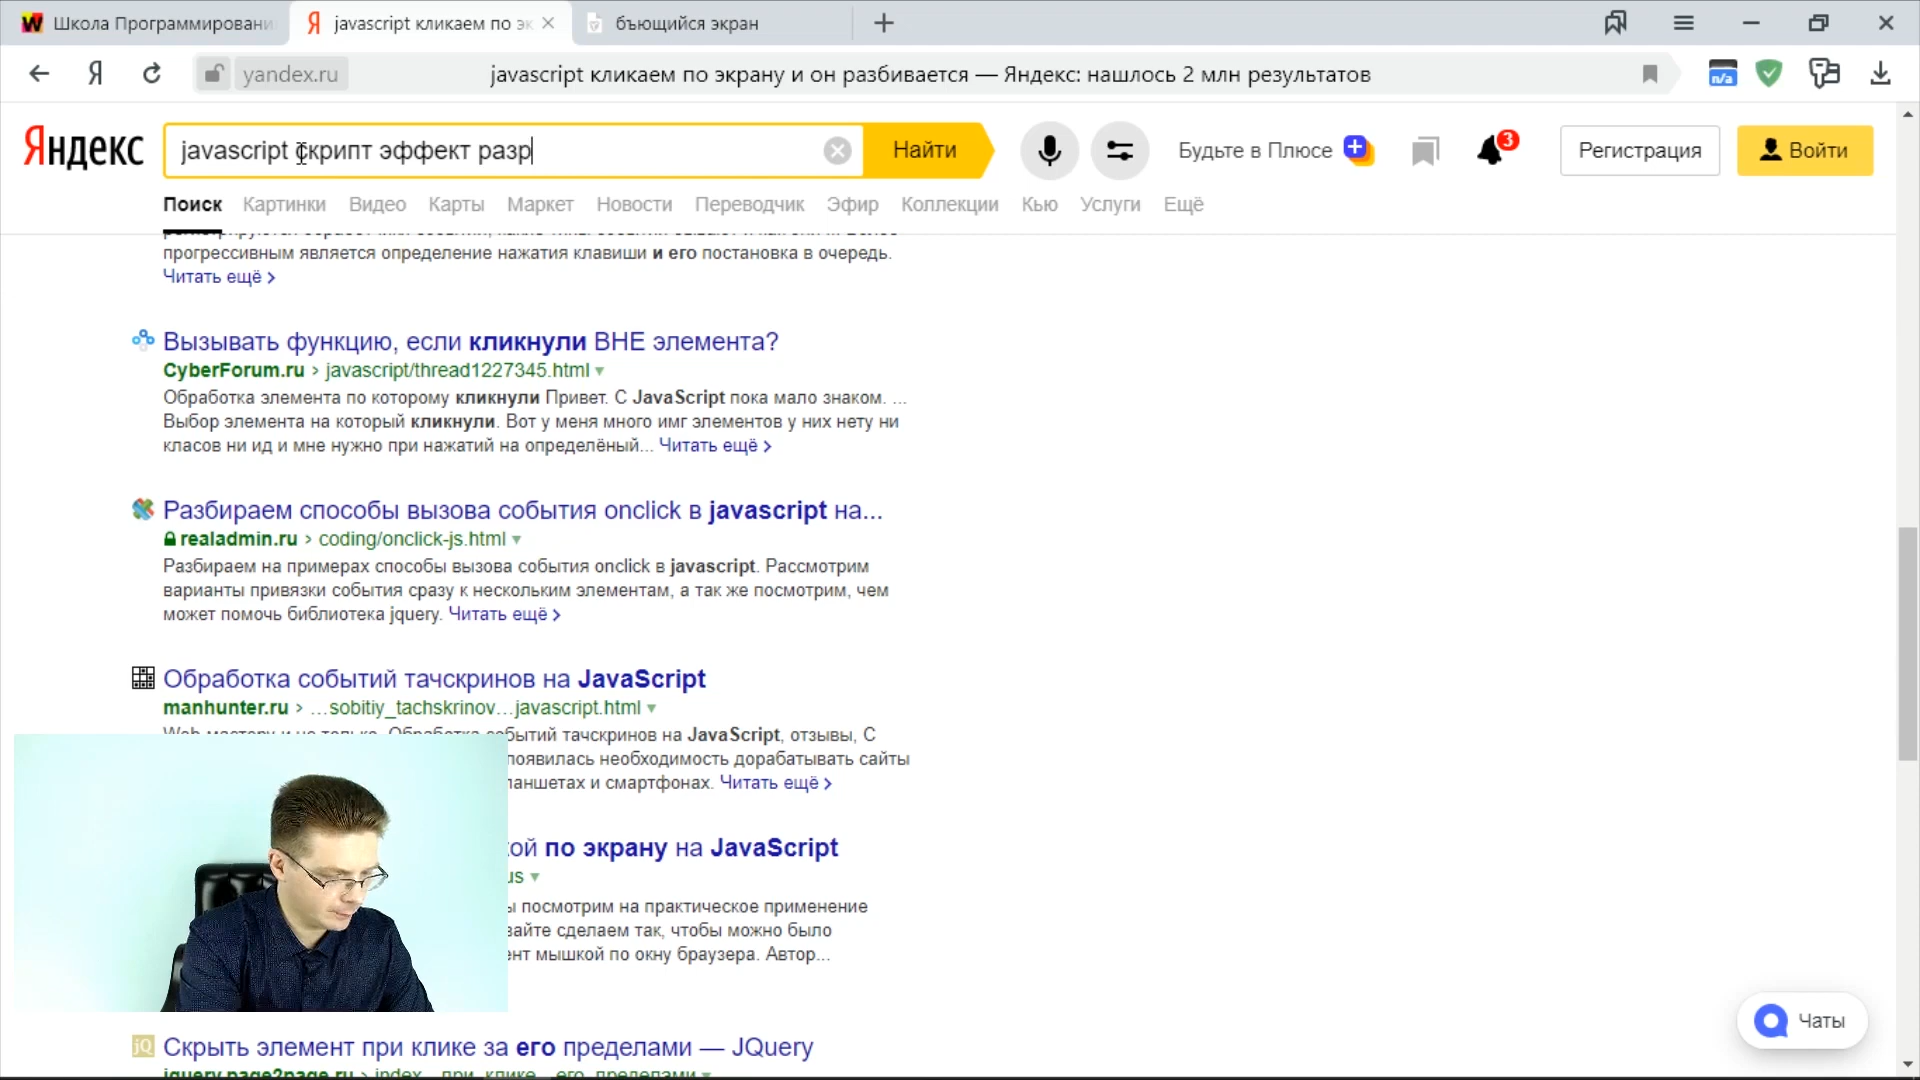 Школа Программировани
javascript кликаем по эк
бъющийся экран
yandex.ru
javascript кликаем по экрану и он разбивается — Яндекс: нашлось 2 млн результатов
n/a
Яндекс
javascript скрипт эффект разр
Найти
Будьте в Плюсе
3
Регистрация
Войти
Поиск Картинки Видео Карты Маркет Новости Переводчик Эфир Коллекции Кью Услуги Ещё
прогрессивным является определение нажатия клавиши и его постановка в очередь.
Читать ещё >
Вызывать функцию, если кликнули ВНЕ элемента?
CyberForum.ru > javascript/thread1227345.html
Обработка элемента по которому кликнули Привет. С JavaScript пока мало знаком. ...
Выбор элемента на который кликнули. Вот у меня много имг элементов у них нету ни
класов ни ид и мне нужно при нажатий на определёный... Читать ещё >
Разбираем способы вызова события onclick в javascript на...
realadmin.ru > coding/onclick-js.html
Разбираем на примерах способы вызова события onclick в javascript. Рассмотрим
варианты привязки события сразу к нескольким элементам, а так же посмотрим, чем
может помочь библиотека jquery. Читать ещё >
Обработка событий тачскринов на JavaScript
manhunter.ru > …sobitiy_tachskrinov…javascript.html
бытий тачскринов на JavaScript, отзывы, С
появилась необходимость дорабатывать сайты
ланшетах и смартфонах. Читать ещё >
кой по экрану на JavaScript
us
ы посмотрим на практическое применение
вайте сделаем так, чтобы можно было
ент мышкой по окну браузера. Автор...
Чаты
jQ
Скрыть элемент при клике за его пределами — JQuery